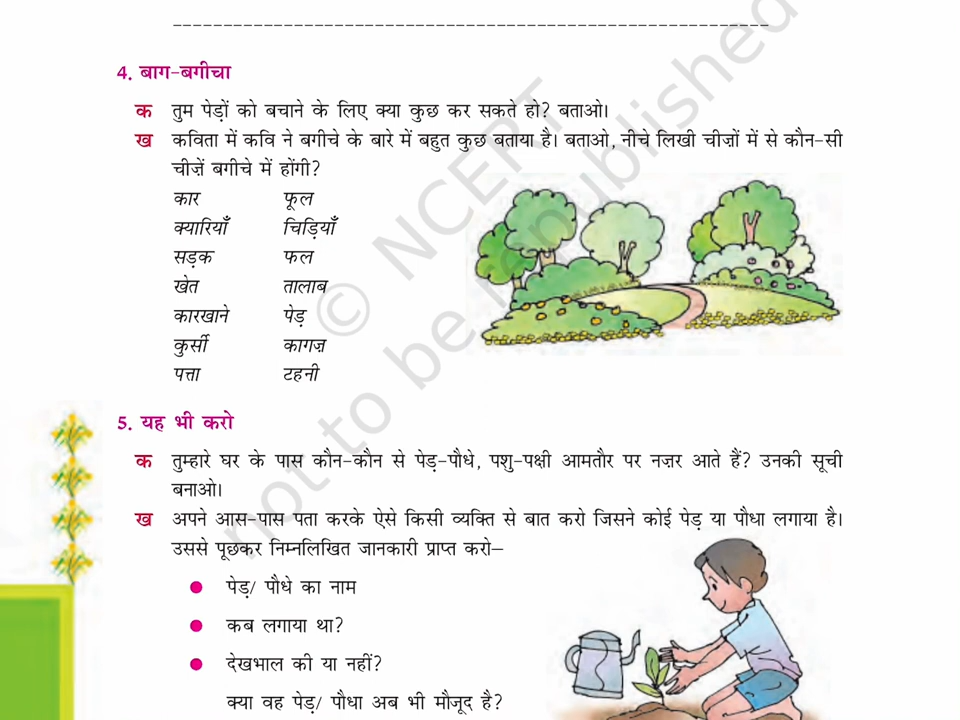 4. बाग-बगीचा
क तुम पेड़ों को बचाने के लिए क्या कुछ कर सकते हो? बताओ।
ख कविता में कवि ने बगीचे के बारे में बहुत कुछ बताया है। बताओ, नीचे लिखी चीज़ों में से कौन-सी
चीज़ें बगीचे में होंगी?
कार फूल
क्यारियाँ चिड़ियाँ
सड़क फल
खेत तालाब
कारखाने पेड़
कुर्सी कागज़
पत्ता टहनी
5. यह भी करो
क तुम्हारे घर के पास कौन-कौन से पेड़-पौधे, पशु-पक्षी आमतौर पर नज़र आते हैं? उनकी सूची
बनाओ।
ख अपने आस-पास पता करके ऐसे किसी व्यक्ति से बात करो जिसने कोई पेड़ या पौधा लगाया है।
उससे पूछकर निम्नलिखित जानकारी प्राप्त करो–
● पेड़/ पौधे का नाम
● कब लगाया था?
● देखभाल की या नहीं?
क्या वह पेड़/ पौधा अब भी मौजूद है?
© NCERT
not to be republished